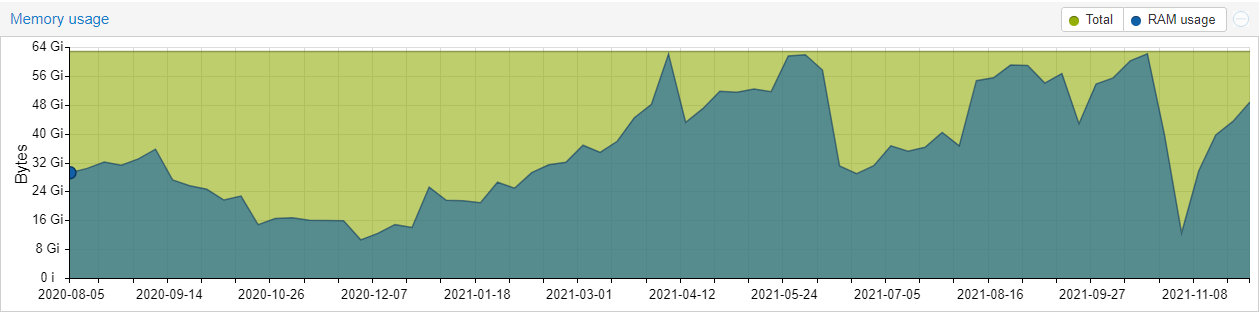 Memory usage
Total
RAM usage
64 Gi
56 Gi
48 Gi
40 Gi
32 Gi
24 Gi
16 Gi
8 Gi
0 i
Bytes
2020-08-05 2020-09-14 2020-10-26 2020-12-07 2021-01-18 2021-03-01 2021-04-12 2021-05-24 2021-07-05 2021-08-16 2021-09-27 2021-11-08